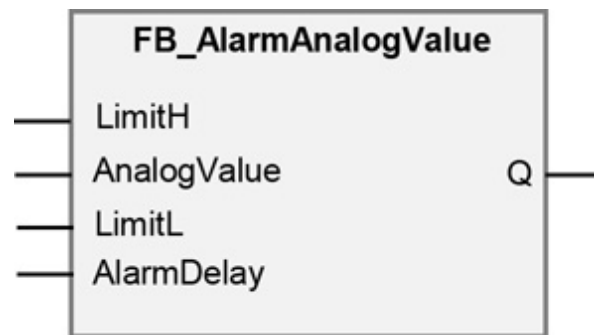 FB_AlarmAnalogValue
LimitH
AnalogValue Q
LimitL
AlarmDelay